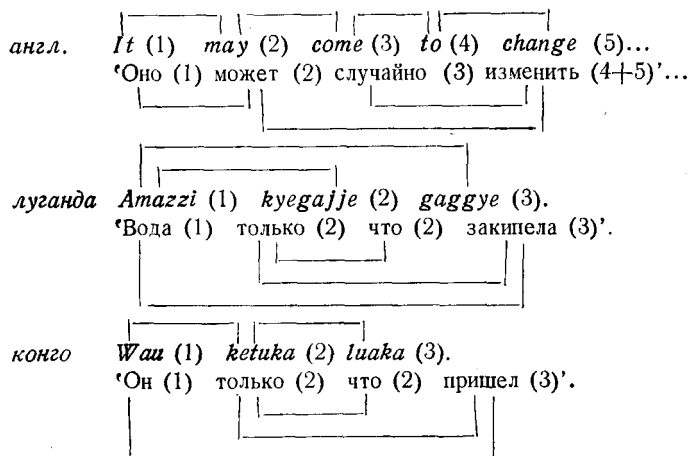 англ. It (1) may (2) come (3) to (4) change (5)...
‘Оно (1) может (2) случайно (3) изменить (4+5)’...
луганда Amazzi (1) kyegajje (2) gaggye (3).
‘Вода (1) только (2) что (2) закипела (3)’.
конго Wau (1) ketuka (2) luaka (3).
‘Он (1) только (2) что (2) пришел (3)’.